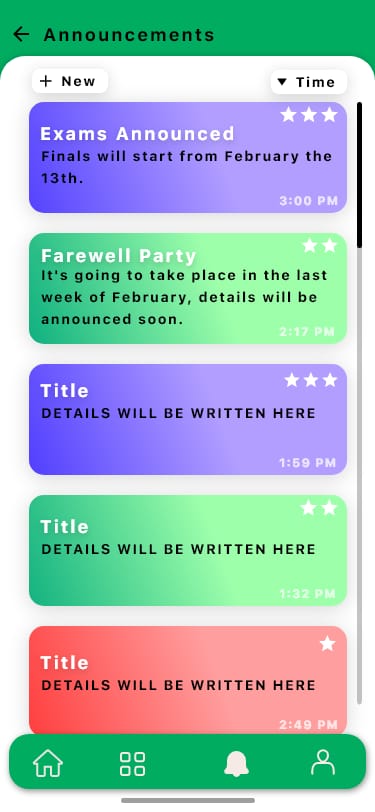 Announcements
+ New
Time
Exams Announced
Finals will start from February the
13th.
3:00 PM
Farewell Party
It's going to take place in the last
week of February, details will be
announced soon.
2:17 PM
Title
DETAILS WILL BE WRITTEN HERE
1:59 PM
Title
DETAILS WILL BE WRITTEN HERE
1:32 PM
Title
DETAILS WILL BE WRITTEN HERE
2:49 PM